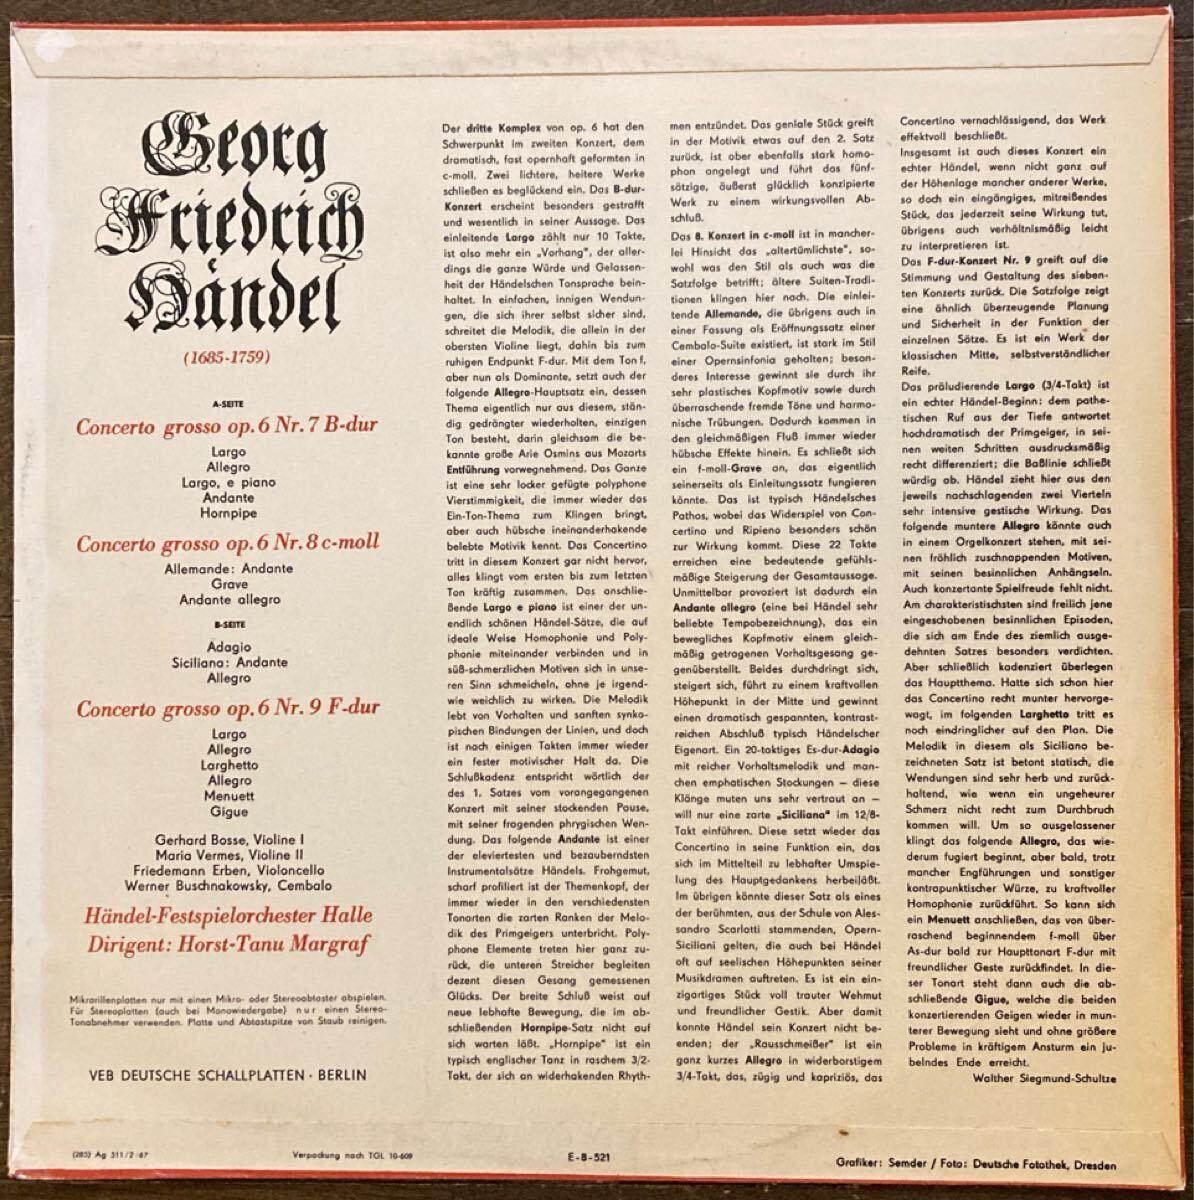 Georg
Friedrich
Händel
(1685-1759)
A-SEITE
Concerto grosso op. 6 Nr. 7 B-dur
Largo
Allegro
Largo, e piano
Andante
Hornpipe
Concerto grosso op. 6 Nr. 8 c-moll
Allemande: Andante
Grave
Andante allegro
B-SEITE
Adagio
Siciliana: Andante
Allegro
Concerto grosso op. 6 Nr. 9 F-dur
Largo
Allegro
Larghetto
Allegro
Menuett
Gigue
Gerhard Bosse, Violine I
Maria Vermes, Violine II
Friedemann Erben, Violoncello
Werner Buschnakowsky, Cembalo
Händel-Festspielorchester Halle
Dirigent: Horst-Tanu Margraf
Mikrorillenplatten nur mit einen Mikro- oder Stereoabtaster abspielen.
Für Stereoplatten (auch bei Monowiedergabe) nur einen Stereo-
Tonabnehmer verwenden. Platte und Abtastspitze von Staub reinigen.
VEB DEUTSCHE SCHALLPLATTEN · BERLIN
Der dritte Komplex von op. 6 hat den
Schwerpunkt im zweiten Konzert, dem
dramatisch, fast opernhaft geformten in
c-moll. Zwei lichtere, heitere Werke
schließen es beglückend ein. Das B-dur-
Konzert erscheint besonders gestrafft
und wesentlich in seiner Aussage. Das
einleitende Largo zählt nur 10 Takte,
ist also mehr ein „Vorhang", der aller-
dings die ganze Würde und Gelassen-
heit der Händelschen Tonsprache bein-
haltet. In einfachen, innigen Wendun-
gen, die sich ihrer selbst sicher sind,
schreitet die Melodik, die allein in der
obersten Violine liegt, dahin bis zum
ruhigen Endpunkt F-dur. Mit dem Ton f,
aber nun als Dominante, setzt auch der
folgende Allegro-Hauptsatz ein, dessen
Thema eigentlich nur aus diesem, stän-
dig gedrängter wiederholten, einzigen
Ton besteht, darin gleichsam die be-
kannte große Arie Osmins aus Mozarts
Entführung vorwegnehmend. Das Ganze
ist eine sehr locker gefügte polyphone
Vierstimmigkeit, die immer wieder das
Ein-Ton-Thema zum Klingen bringt,
aber auch hübsche ineinanderhakende
belebte Motivik kennt. Das Concertino
tritt in diesem Konzert gar nicht hervor,
alles klingt vom ersten bis zum letzten
Ton kräftig zusammen. Das anschlie-
ßende Largo e piano ist einer der un-
endlich schönen Händel-Sätze, die auf
ideale Weise Homophonie und Poly-
phonie miteinander verbinden und in
süß-schmerzlichen Motiven sich in unse-
ren Sinn schmeicheln, ohne je irgend-
wie weichlich zu wirken. Die Melodik
lebt von Vorhalten und sanften synko-
pischen Bindungen der Linien, und doch
ist nach einigen Takten immer wieder
ein fester motivischer Halt da. Die
Schlußkadenz entspricht wörtlich der
des 1. Satzes vom vorangegangenen
Konzert mit seiner stockenden Pause,
mit seiner fragenden phrygischen Wen-
dung. Das folgende Andante ist einer
der eleviertesten und bezauberndsten
Instrumentalsätze Händels. Frohgemut,
scharf profiliert ist der Themenkopf, der
immer wieder in den verschiedensten
Tonarten die zarten Ranken der Melo-
dik des Primgeigers unterbricht. Poly-
phone Elemente treten hier ganz zu-
rück, die unteren Streicher begleiten
dezent diesen Gesang gemessenen
Glücks. Der breite Schluß weist auf
neue lebhafte Bewegung, die im ab-
schließenden Hornpipe-Satz nicht auf
sich warten läßt. „Hornpipe" ist ein
typisch englischer Tanz in raschem 3/2-
Takt, der sich an widerhakenden Rhyth-
men entzündet. Das geniale Stück greift
in der Motivik etwas auf den 2. Satz
zurück, ist aber ebenfalls stark homo-
phon angelegt und führt das fünf-
sätzige, äußerst glücklich konzipierte
Werk zu einem wirkungsvollen Ab-
schluß.
Das 8. Konzert in c-moll ist in mancher-
lei Hinsicht das „altertümlichste", so-
wohl was den Stil als auch was die
Satzfolge betrifft; ältere Suiten-Tradi-
tionen klingen hier nach. Die einlei-
tende Allemande, die übrigens auch in
einer Fassung als Eröffnungssatz einer
Cembalo-Suite existiert, ist stark im Stil
einer Opernsinfonia gehalten; beson-
deres Interesse gewinnt sie durch ihr
sehr plastisches Kopfmotiv sowie durch
überraschende fremde Töne und harmo-
nische Trübungen. Dadurch kommen in
den gleichmäßigen Fluß immer wieder
hübsche Effekte hinein. Es schließt sich
ein f-moll-Grave an, das eigentlich
seinerseits als Einleitungssatz fungieren
könnte. Das ist typisch Händelsches
Pathos, wobei das Widerspiel von Con-
certino und Ripieno besonders schön
zur Wirkung kommt. Diese 22 Takte
erreichen eine bedeutende gefühls-
mäßige Steigerung der Gesamtaussage.
Unmittelbar provoziert ist dadurch ein
Andante allegro (eine bei Händel sehr
beliebte Tempobezeichnung), das ein
bewegliches Kopfmotiv einem gleich-
mäßig getragenen Vorhaltsgesang ge-
genüberstellt. Beides durchdringt sich,
steigert sich, führt zu einem kraftvollen
Höhepunkt in der Mitte und gewinnt
einen dramatisch gespannten, kontrast-
reichen Abschluß typisch Händelscher
Eigenart. Ein 20-taktiges Es-dur-Adagio
mit reicher Vorhaltsmelodik und man-
chen emphatischen Stockungen – diese
Klänge muten uns sehr vertraut an –
will nur eine zarte „Siciliana" im 12/8-
Takt einführen. Diese setzt wieder das
Concertino in seine Funktion ein, das
sich im Mittelteil zu lebhafter Umspie-
lung des Hauptgedankens herbeiläßt.
Im übrigen könnte dieser Satz als eines
der berühmten, aus der Schule von Ales-
sandro Scarlatti stammenden, Opern-
Siciliani gelten, die auch bei Händel
oft auf seelischen Höhepunkten seiner
Musikdramen auftreten. Es ist ein ein-
zigartiges Stück voll trauter Wehmut
und freundlicher Gestik. Aber damit
konnte Händel sein Konzert nicht be-
enden; der „Rausschmeißer" ist ein
ganz kurzes Allegro in widerborstigem
3/4-Takt, das, zügig und kapriziös, das
Concertino vernachlässigend, das Werk
effektvoll beschließt.
Insgesamt ist auch dieses Konzert ein
echter Händel, wenn nicht ganz auf
der Höhenlage mancher anderer Werke,
so doch ein eingängiges, mitreißendes
Stück, das jederzeit seine Wirkung tut,
übrigens auch verhältnismäßig leicht
zu interpretieren ist.
Das F-dur-Konzert Nr. 9 greift auf die
Stimmung und Gestaltung des sieben-
ten Konzerts zurück. Die Satzfolge zeigt
eine ähnlich überzeugende Planung
und Sicherheit in der Funktion der
einzelnen Sätze. Es ist ein Werk der
klassischen Mitte, selbstverständlicher
Reife.
Das präludierende Largo (3/4-Takt) ist
ein echter Händel-Beginn; dem pathe-
tischen Ruf aus der Tiefe antwortet
hochdramatisch der Primgeiger, in sei-
nen weiten Schritten ausdrucksmäßig
recht differenziert; die Baßlinie schließt
würdig ab. Händel zieht hier aus den
jeweils nachschlagenden zwei Vierteln
sehr intensive gestische Wirkung. Das
folgende muntere Allegro könnte auch
in einem Orgelkonzert stehen, mit sei-
nen fröhlich zuschnappenden Motiven,
mit seinen besinnlichen Anhängseln.
Auch konzertante Spielfreude fehlt nicht.
Am charakteristischsten sind freilich jene
eingeschobenen besinnlichen Episoden,
die sich am Ende des ziemlich ausge-
dehnten Satzes besonders verdichten.
Aber schließlich kadenziert überlegen
das Hauptthema. Hatte sich schon hier
das Concertino recht munter hervorge-
wagt, im folgenden Larghetto tritt es
noch eindringlicher auf den Plan. Die
Melodik in diesem als Siciliano be-
zeichneten Satz ist betont statisch, die
Wendungen sind sehr herb und zurück-
haltend, wie wenn ein ungeheurer
Schmerz nicht recht zum Durchbruch
kommen will. Um so ausgelassener
klingt das folgende Allegro, das wie-
derum fugiert beginnt, aber bald, trotz
mancher Engführungen und sonstiger
kontrapunktischer Würze, zu kraftvoller
Homophonie zurückführt. So kann sich
ein Menuett anschließen, das von über-
raschend beginnendem f-moll über
As-dur bald zur Haupttonart F-dur mit
freundlicher Geste zurückfindet. In die-
ser Tonart steht dann auch die ab-
schließende Gigue, welche die beiden
konzertierenden Geigen wieder in mun-
terer Bewegung sieht und ohne größere
Probleme in kräftigem Ansturm ein ju-
belndes Ende erreicht.
Walther Siegmund-Schultze
(285) Ag 511/2/67
Verpackung nach TGL 10-609
E-8-521
Grafiker: Semder / Foto: Deutsche Fotothek, Dresden